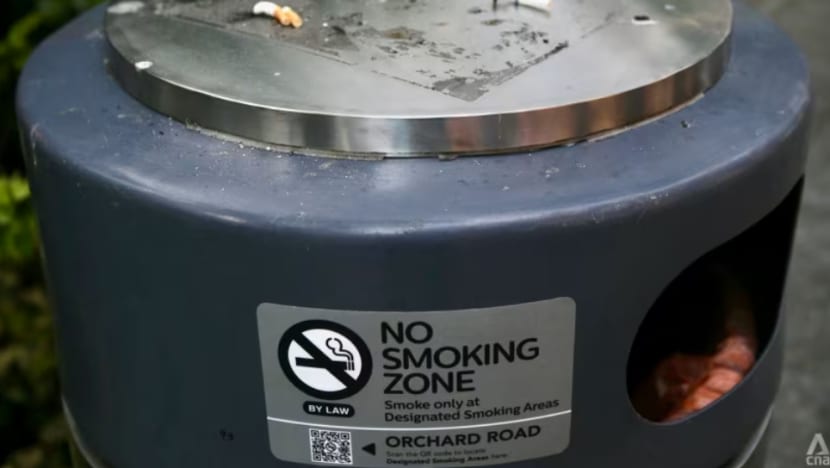 NO
SMOKING
ZONE
BY LAW
Smoke only at
Designated Smoking Areas
ORCHARD ROAD
Scan the QR code to locate
Designated Smoking Areas here.
cna